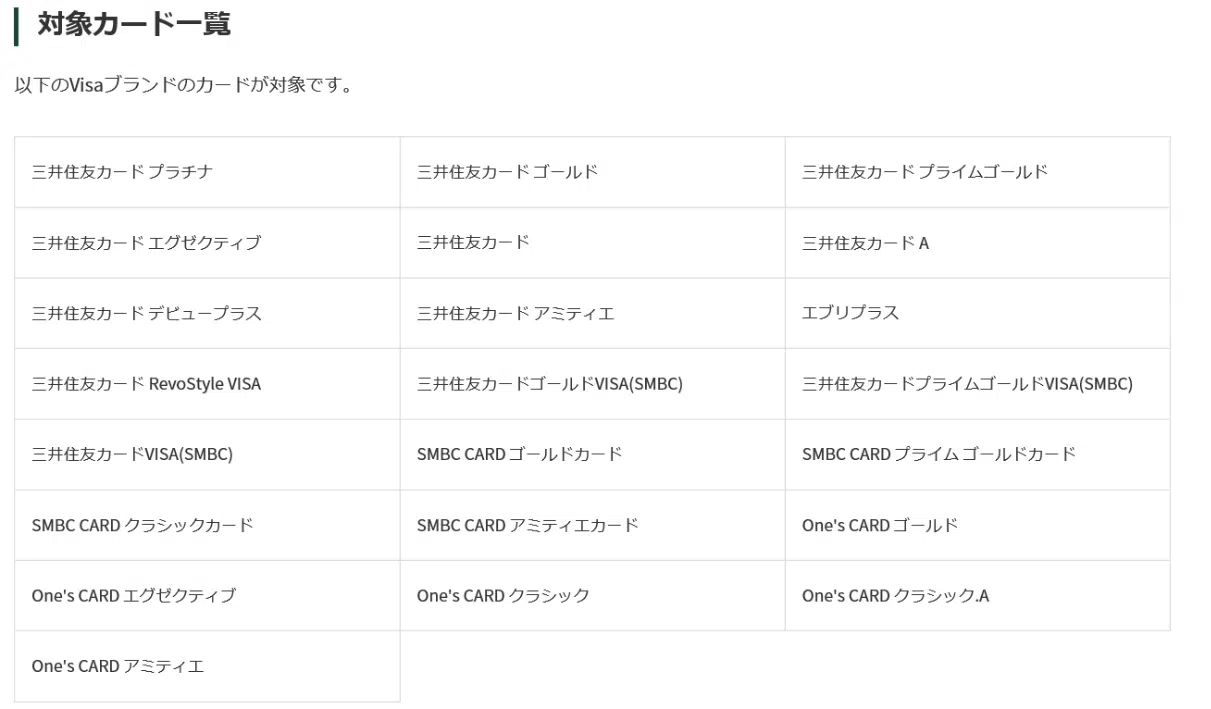 対象カード一覧
以下のVisaブランドのカードが対象です。
三井住友カード プラチナ
三井住友カード ゴールド
三井住友カード プライムゴールド
三井住友カード エグゼクティブ
三井住友カード
三井住友カード A
三井住友カード デビュープラス
三井住友カード アミティエ
エブリプラス
三井住友カード RevoStyle VISA
三井住友カードゴールドVISA(SMBC)
三井住友カードプライムゴールドVISA(SMBC)
三井住友カードVISA(SMBC)
SMBC CARD ゴールドカード
SMBC CARD プライム ゴールドカード
SMBC CARD クラシックカード
SMBC CARD アミティエカード
One's CARD ゴールド
One's CARD エグゼクティブ
One's CARD クラシック
One's CARD クラシック.A
One's CARD アミティエ